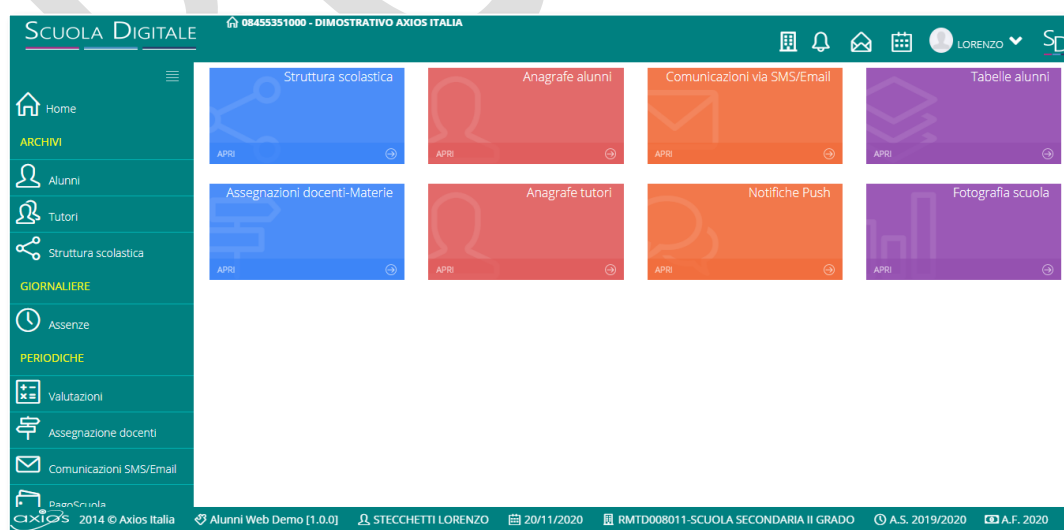 SCUOLA DIGITALE
08455351000 - DIMOSTRATIVO AXIOS ITALIA
LORENZO
SD
Home
ARCHIVI
Alunni
Tutori
Struttura scolastica
GIORNALIERE
Assenze
PERIODICHE
Valutazioni
Assegnazione docenti
Comunicazioni SMS/Email
PagoScuola
Struttura scolastica
APRI
Anagrafe alunni
APRI
Comunicazioni via SMS/Email
APRI
Tabelle alunni
APRI
Assegnazioni docenti-Materie
APRI
Anagrafe tutori
APRI
Notifiche Push
APRI
Fotografia scuola
APRI
axios 2014 © Axios Italia
Alunni Web Demo [1.0.0]
STECCHETTI LORENZO
20/11/2020
RMTD008011-SCUOLA SECONDARIA II GRADO
A.S. 2019/2020
A.F. 2020